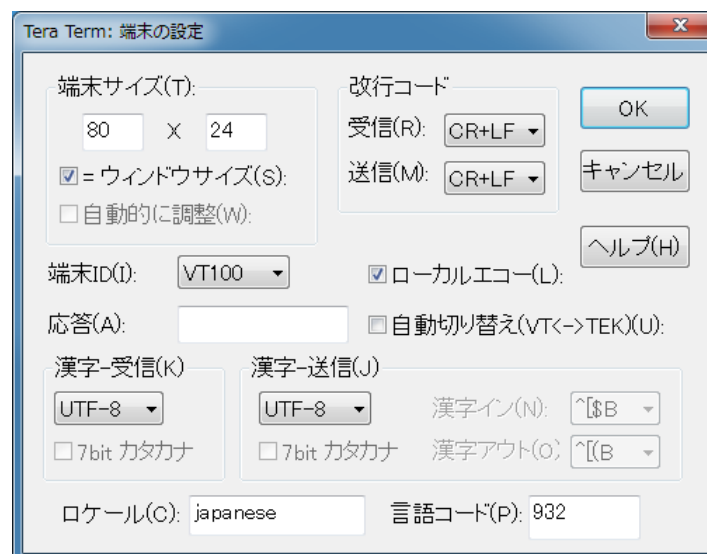 Tera Term: 端末の設定
端末サイズ(T):
80 X 24
= ウィンドウサイズ(S):
自動的に調整(W):
改行コード
受信(R): CR+LF
送信(M): CR+LF
OK
キャンセル
ヘルプ(H)
端末ID(I): VT100
ローカルエコー(L):
応答(A):
自動切り替え(VT<->TEK)(U):
漢字-受信(K)
UTF-8
7bit カタカナ
漢字-送信(J)
UTF-8
7bit カタカナ
漢字イン(N): ^[$B
漢字アウト(O) ^[(B
ロケール(C): japanese
言語コード(P): 932